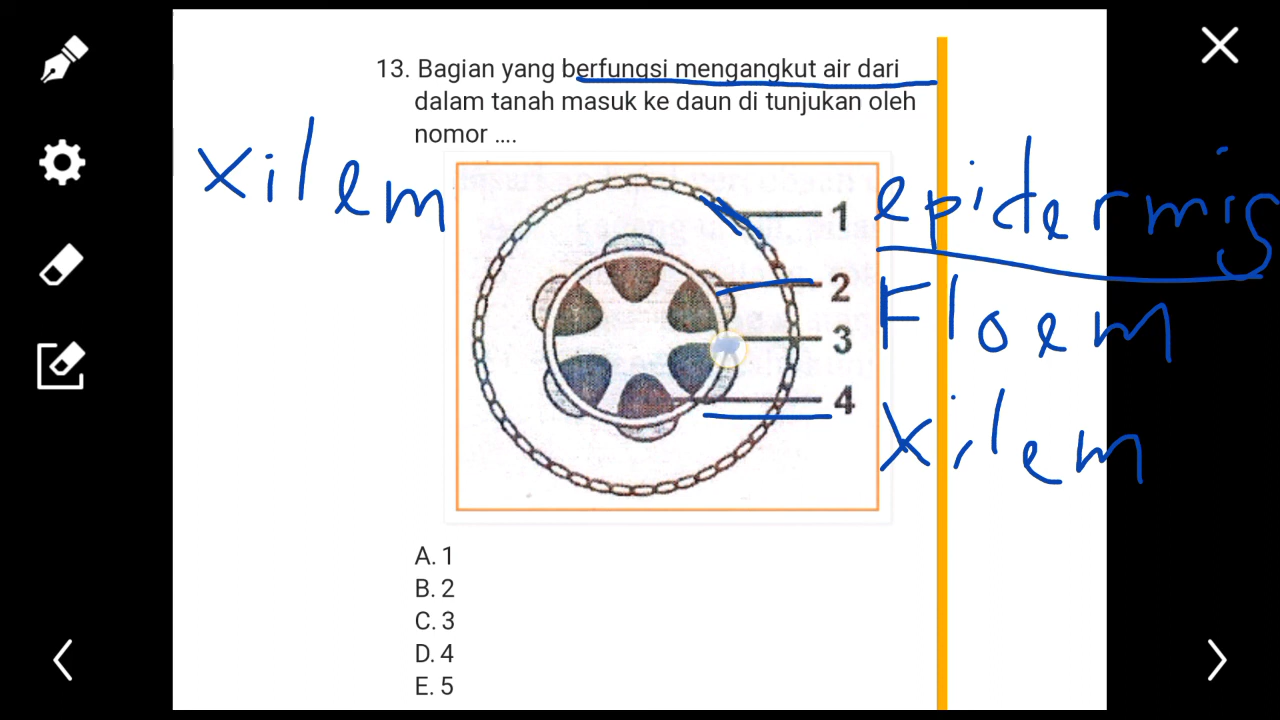 13. Bagian yang berfungsi mengangkut air dari
dalam tanah masuk ke daun di tunjukan oleh
nomor ....
xilem
1 epidermis
2
Floem
3
4
Xilem
A. 1
B. 2
C. 3
D. 4
E. 5